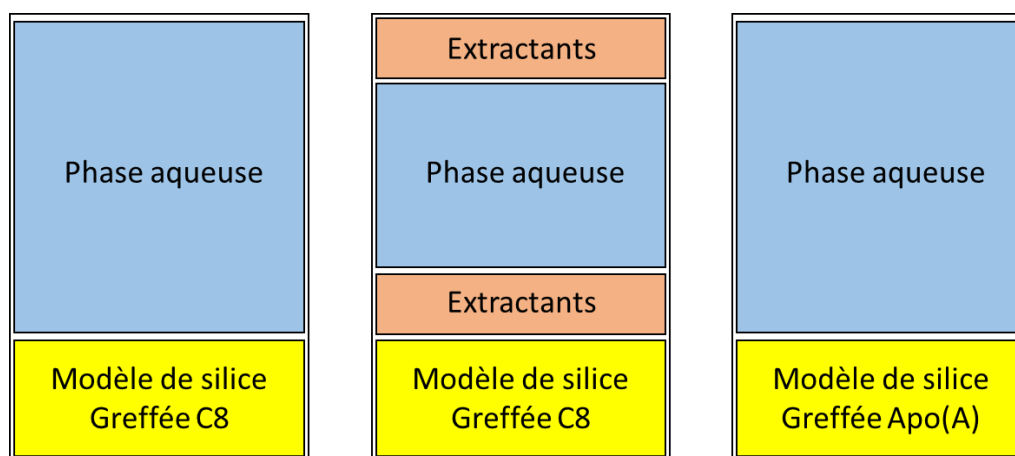 Phase aqueuse
Modèle de silice
Greffée C8
Extractants
Phase aqueuse
Extractants
Modèle de silice
Greffée C8
Phase aqueuse
Modèle de silice
Greffée Apo(A)